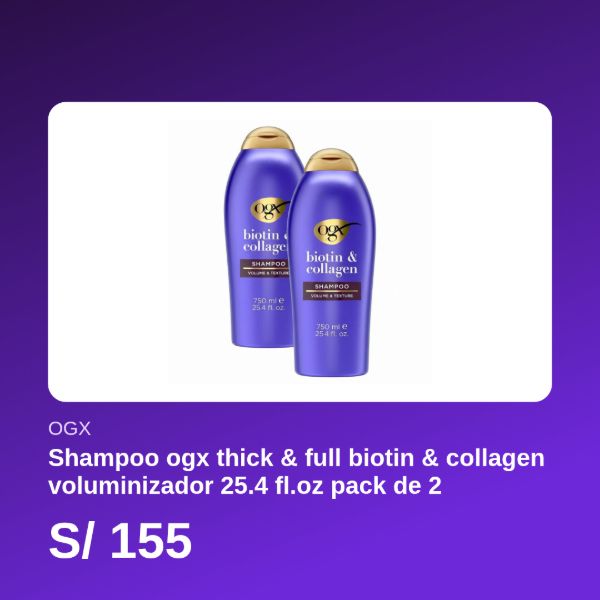 ogx
biotin &
collagen
SHAMPOO
VOLUME & TEXTURE
750 ml e
25.4 fl. oz.
ogx
biotin &
collagen
SHAMPOO
VOLUME & TEXTURE
750 ml e
25.4 fl. oz.
OGX
Shampoo ogx thick & full biotin & collagen
voluminizador 25.4 fl.oz pack de 2
S/ 155